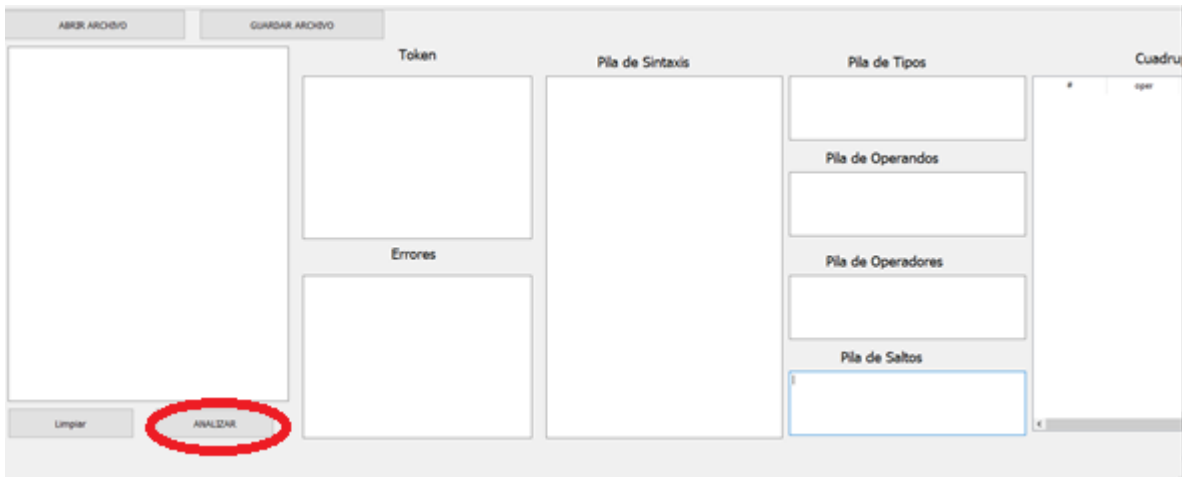 ABRIR ARCHIVO
GUARDAR ARCHIVO
Token
Pila de Sintaxis
Pila de Tipos
Cuadru
# oper
Pila de Operandos
Errores
Pila de Operadores
Pila de Saltos
Limpiar
ANALIZAR